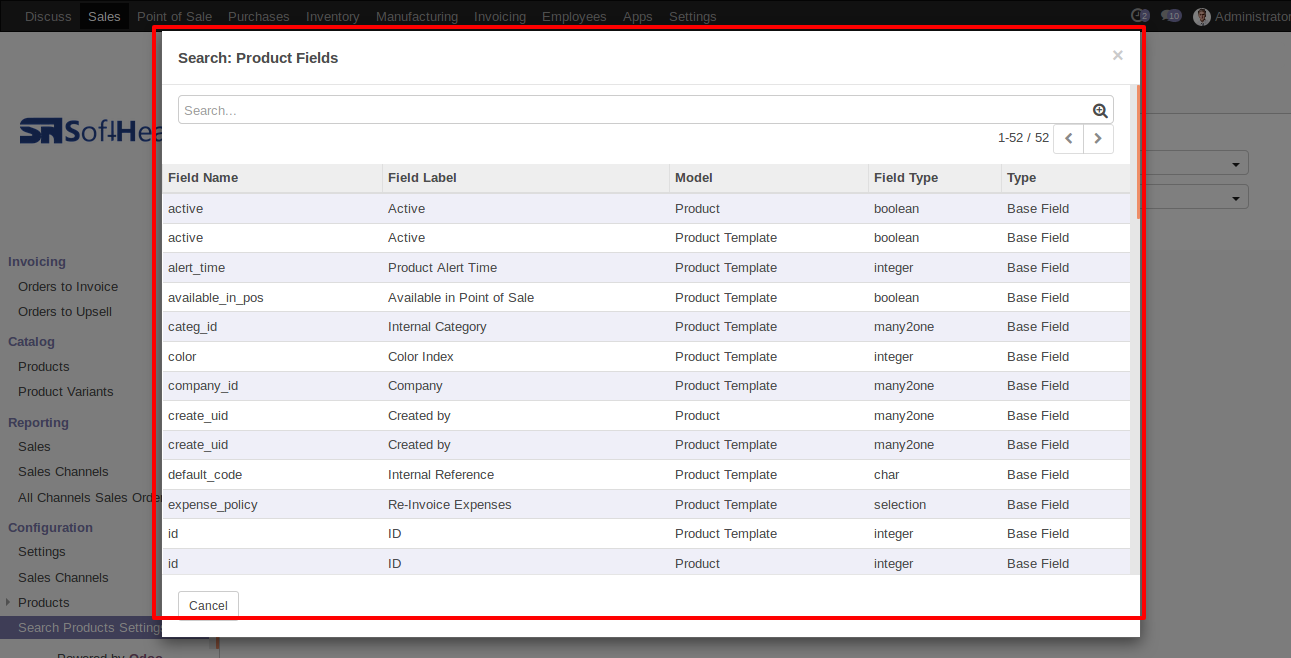 Discuss Sales Point of Sale Purchases Inventory Manufacturing Invoicing Employees Apps Settings 2 10 Administrator
Search: Product Fields ×
Search...
1-52 / 52
Field Name Field Label Model Field Type Type
active Active Product boolean Base Field
active Active Product Template boolean Base Field
alert_time Product Alert Time Product Template integer Base Field
available_in_pos Available in Point of Sale Product Template boolean Base Field
categ_id Internal Category Product Template many2one Base Field
color Color Index Product Template integer Base Field
company_id Company Product Template many2one Base Field
create_uid Created by Product many2one Base Field
create_uid Created by Product Template many2one Base Field
default_code Internal Reference Product Template char Base Field
expense_policy Re-Invoice Expenses Product Template selection Base Field
id ID Product Template integer Base Field
id ID Product integer Base Field
Cancel
SoftHea
Invoicing
Orders to Invoice
Orders to Upsell
Catalog
Products
Product Variants
Reporting
Sales
Sales Channels
All Channels Sales Order
Configuration
Settings
Sales Channels
Products
Search Products Settings
Powered by Odoo